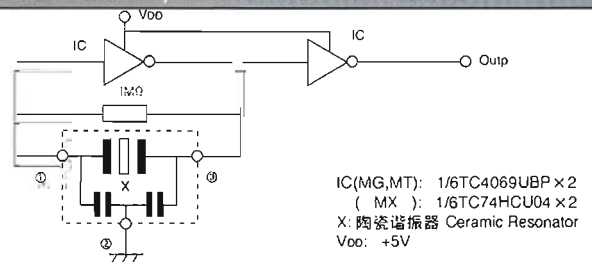 VDD
IC
IC
Outp
1MΩ
①
X
③
②
IC(MG,MT): 1/6TC4069UBP×2
( MX ): 1/6TC74HCU04×2
X: 陶瓷谐振器 Ceramic Resonator
VDD: +5V